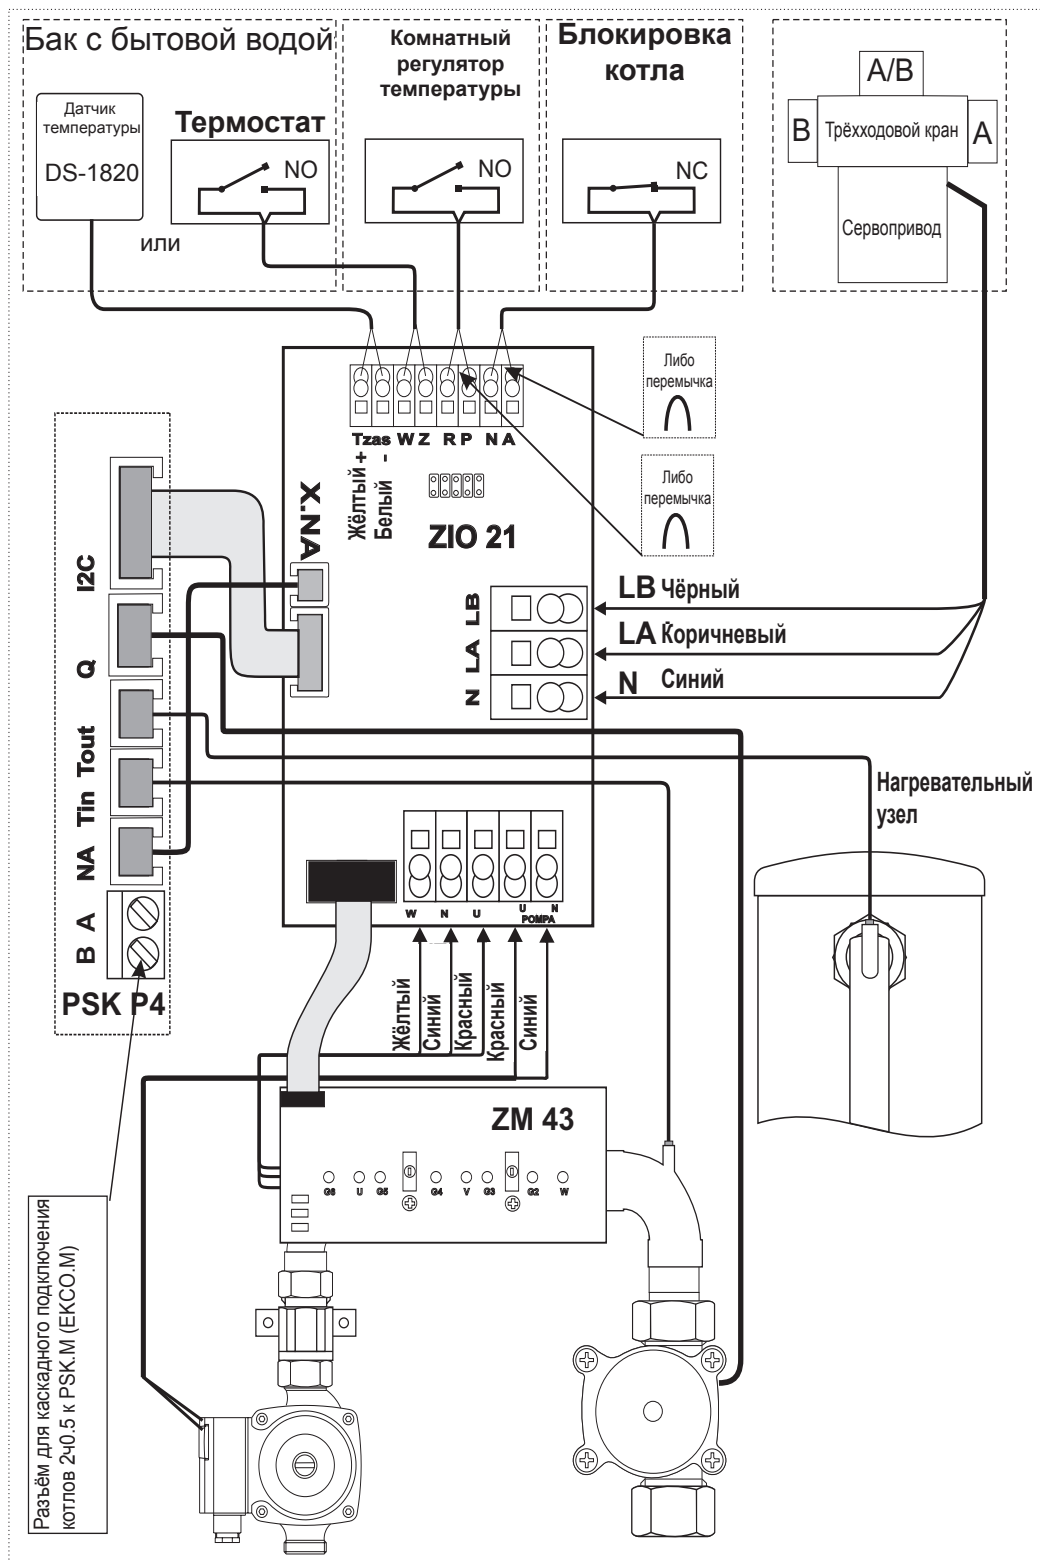 Бак с бытовой водой
Датчик
температуры
DS-1820
или
Термостат
NO
Комнатный
регулятор
температуры
NO
Блокировка
котла
NC
A/B
B
Трёхходовой кран
A
Сервопривод
Либо
перемычка
Либо
перемычка
Tzas W Z R P N A
Жёлтый +
Белый -
X.NA
ZIO 21
LB
LA
N
LB Чёрный
LA Коричневый
N Синий
I2C
Q
Tout
Tin
NA
B A
PSK P4
Нагревательный
узел
W N U U N
POMPA
Жёлтый
Синий
Красный
Красный
Синий
ZM 43
G6 U G5 G4 V G3 G2 W
Разъём для каскадного подключения
котлов 2ч0.5 к PSK.M (EKCO.M)